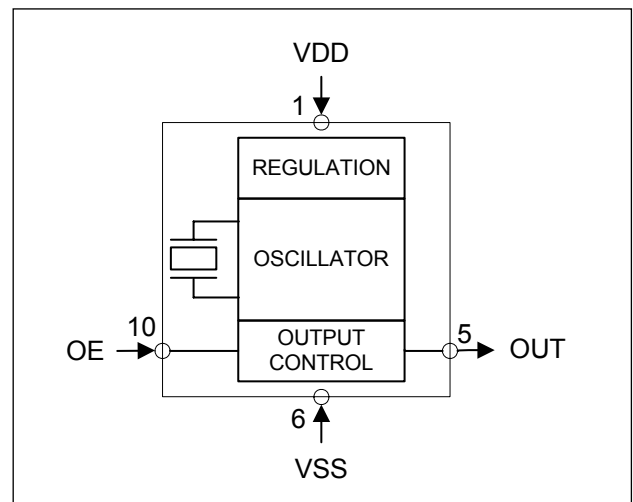 VDD
1
REGULATION
OSCILLATOR
10
OE
OUTPUT
CONTROL
5
OUT
6
VSS